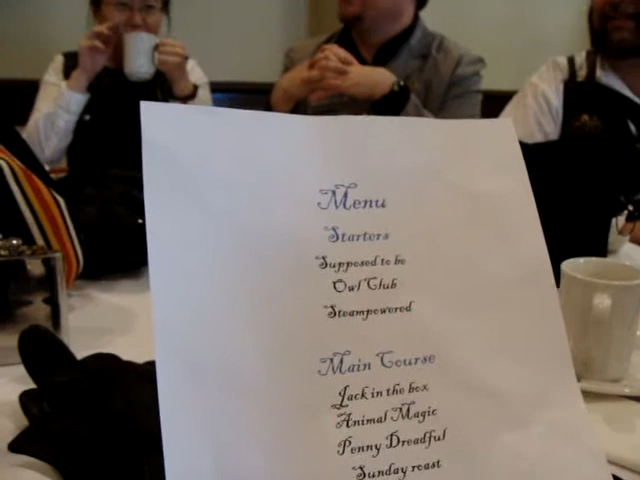 Menu
Starters
Supposed to be
Owl Club
Steampowered
Main Course
Jack in the box
Animal Magic
Penny Dreadful
Sunday roast